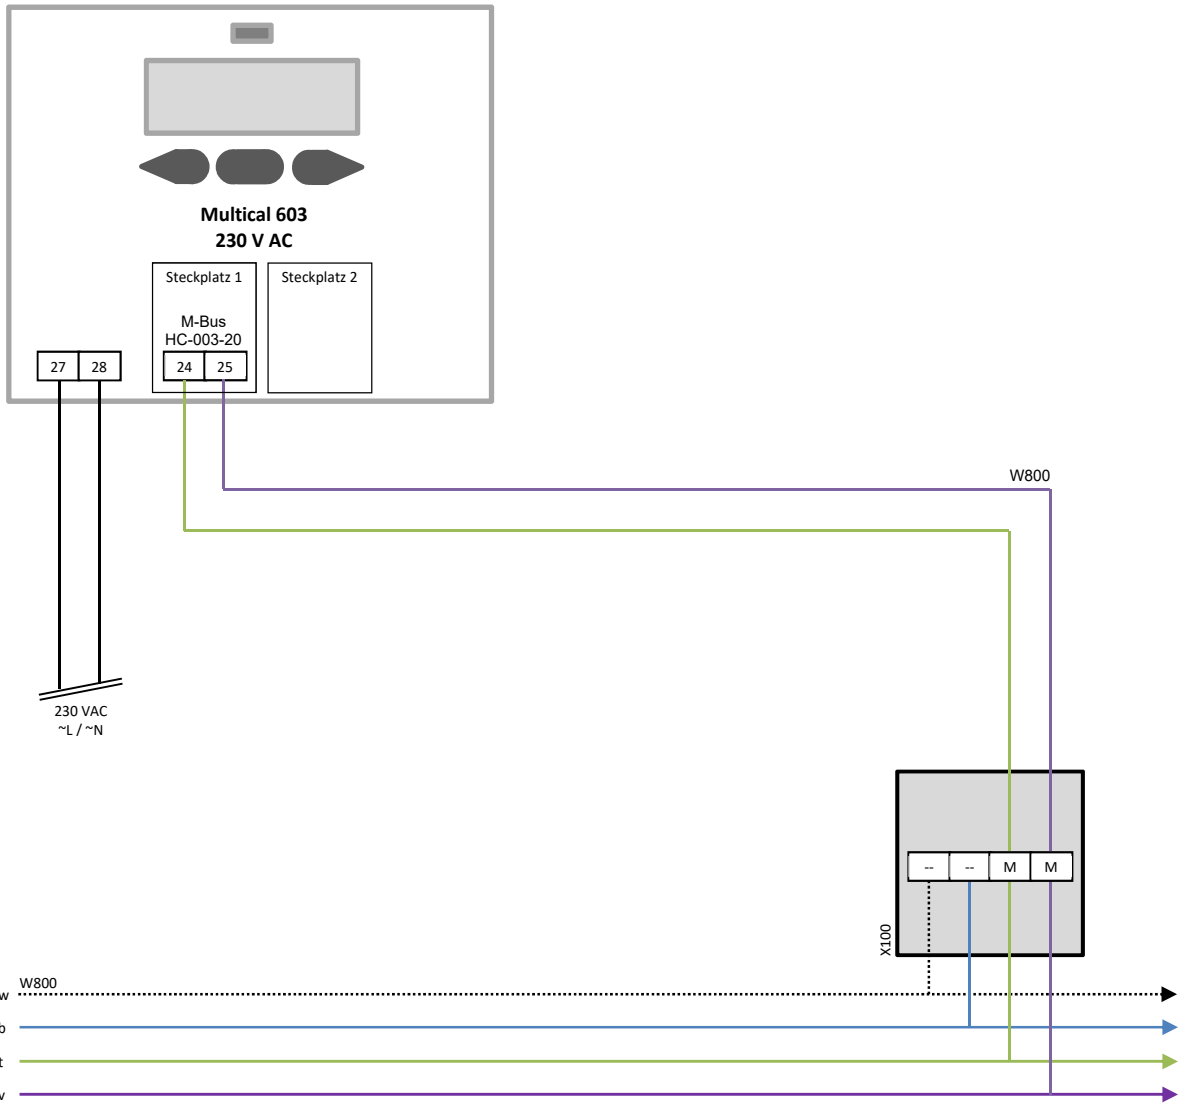 Multical 603
230 V AC
Steckplatz 1
Steckplatz 2
M-Bus
HC-003-20
27 28
24 25
W800
230 VAC
~L / ~N
-- -- M M
X100
W800
w
b
t
v